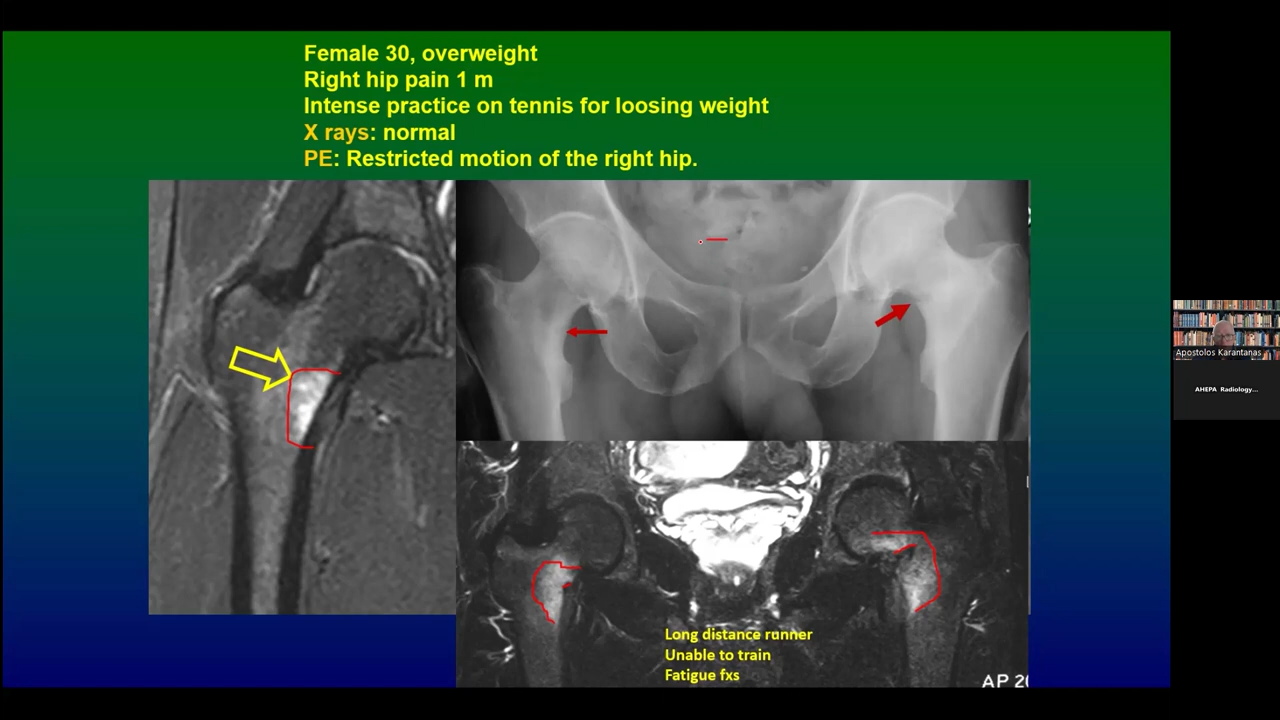 Female 30, overweight
Right hip pain 1 m
Intense practice on tennis for loosing weight
X rays: normal
PE: Restricted motion of the right hip.
Long distance runner
Unable to train
Fatigue fxs
AP 20
Apostolos Karantanas
AHEPA Radiology...